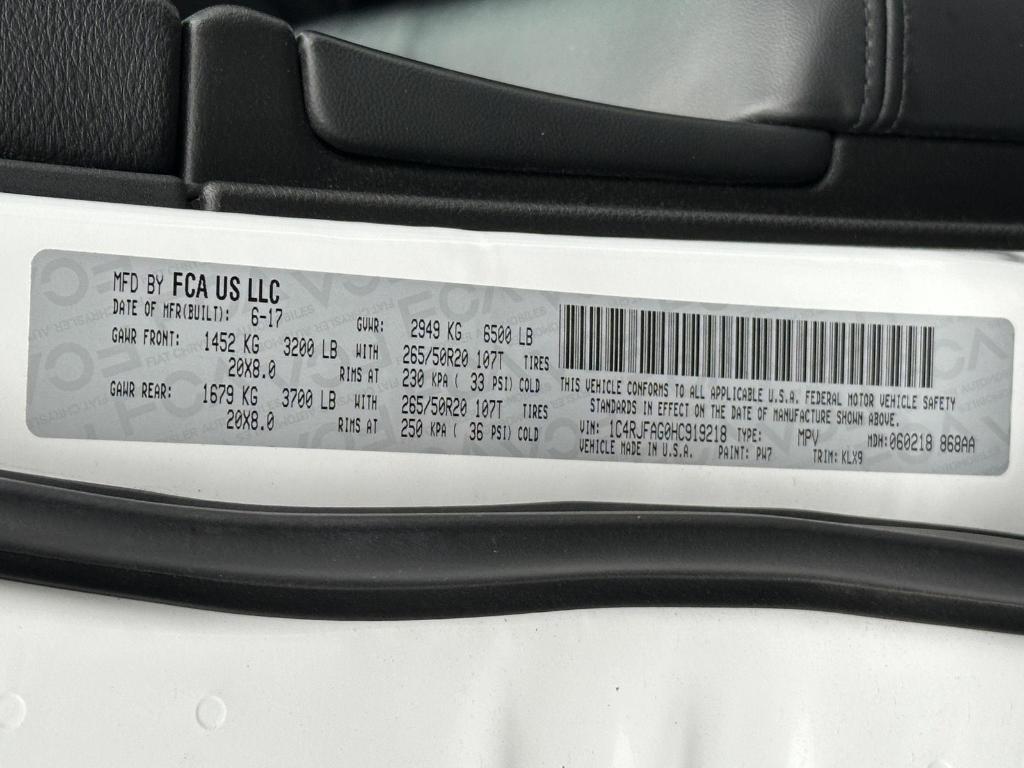 MFD BY FCA US LLC
DATE OF MFR(BUILT): 6-17 GVWR: 2949 KG 6500 LB
GAWR FRONT: 1452 KG 3200 LB WITH 265/50R20 107T TIRES
20X8.0 RIMS AT 230 KPA ( 33 PSI) COLD
GAWR REAR: 1679 KG 3700 LB WITH 265/50R20 107T TIRES
20X8.0 RIMS AT 250 KPA ( 36 PSI) COLD
THIS VEHICLE CONFORMS TO ALL APPLICABLE U.S.A. FEDERAL MOTOR VEHICLE SAFETY
STANDARDS IN EFFECT ON THE DATE OF MANUFACTURE SHOWN ABOVE.
VIN: 1C4RJFAG0HC919218 TYPE: MPV MDH: 060218 868AA
VEHICLE MADE IN U.S.A. PAINT: PW7 TRIM: KLX9